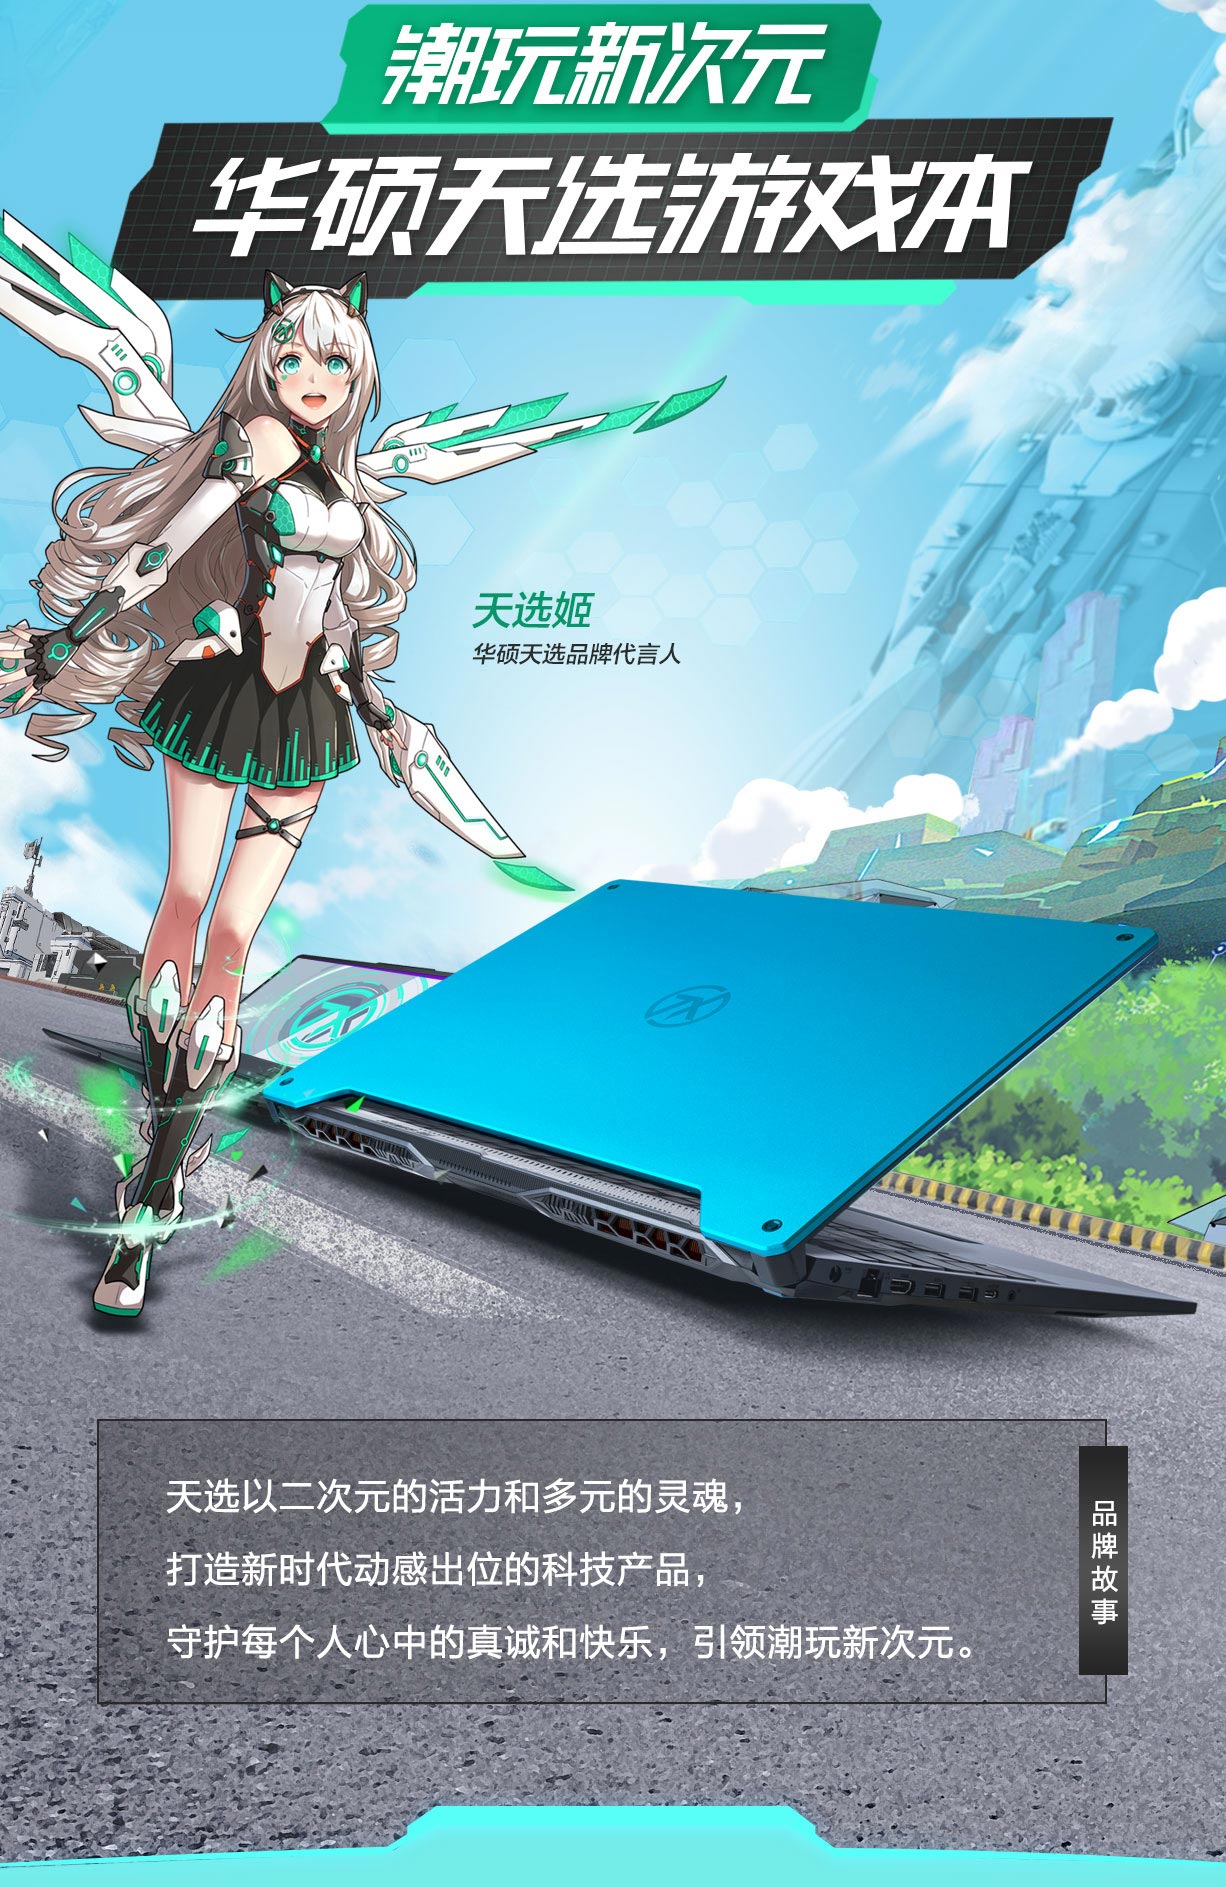 潮玩新次元
华硕天选游戏本
天选姬
华硕天选品牌代言人
天选以二次元的活力和多元的灵魂，
打造新时代动感出位的科技产品，
守护每个人心中的真诚和快乐，引领潮玩新次元。
品牌故事